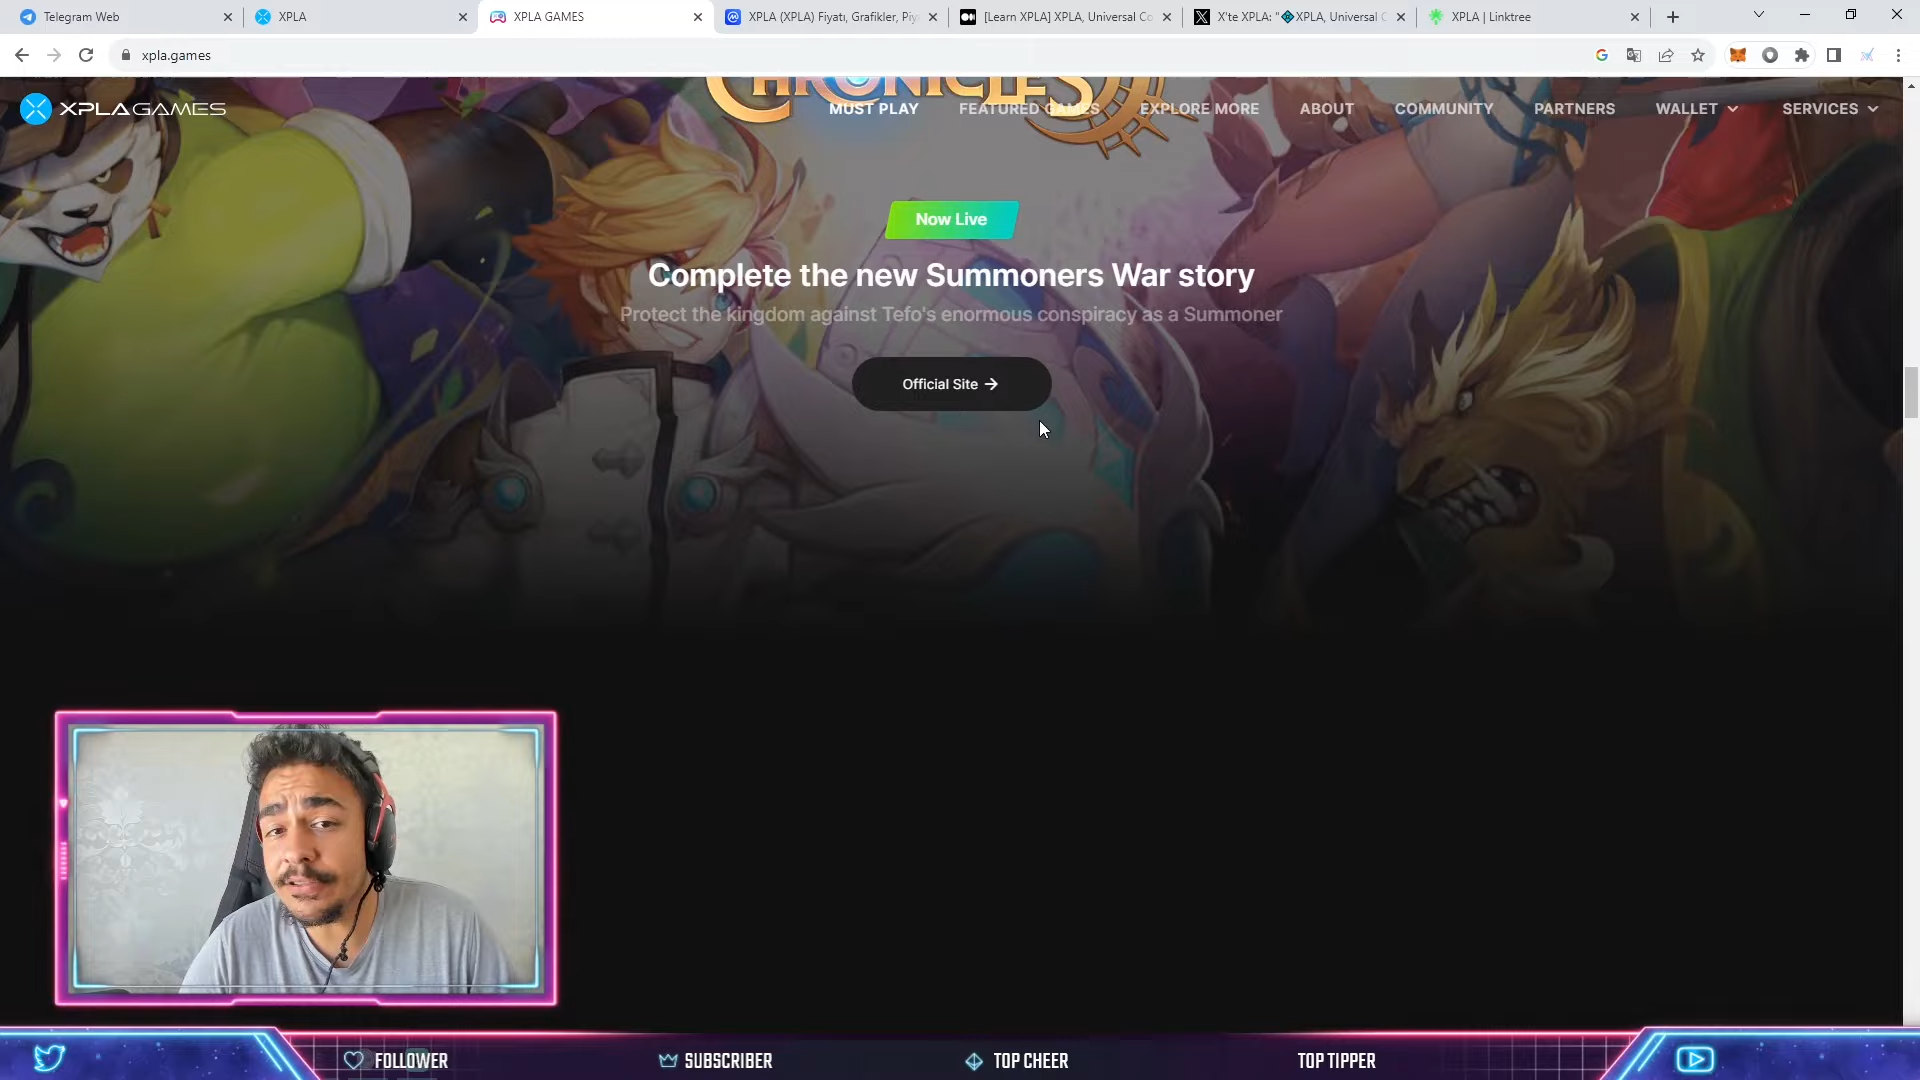 Telegram Web
XPLA
XPLA GAMES
XPLA (XPLA) Fiyatı, Grafikler, Piy
[Learn XPLA] XPLA, Universal Co
X'te XPLA: "💠XPLA, Universal C
XPLA | Linktree
xpla.games
CHRONICLES
XPLAGAMES
MUST PLAY
FEATURED GAMES
EXPLORE MORE
ABOUT
COMMUNITY
PARTNERS
WALLET
SERVICES
Now Live
Complete the new Summoners War story
Protect the kingdom against Tefo's enormous conspiracy as a Summoner
Official Site →
FOLLOWER
SUBSCRIBER
TOP CHEER
TOP TIPPER